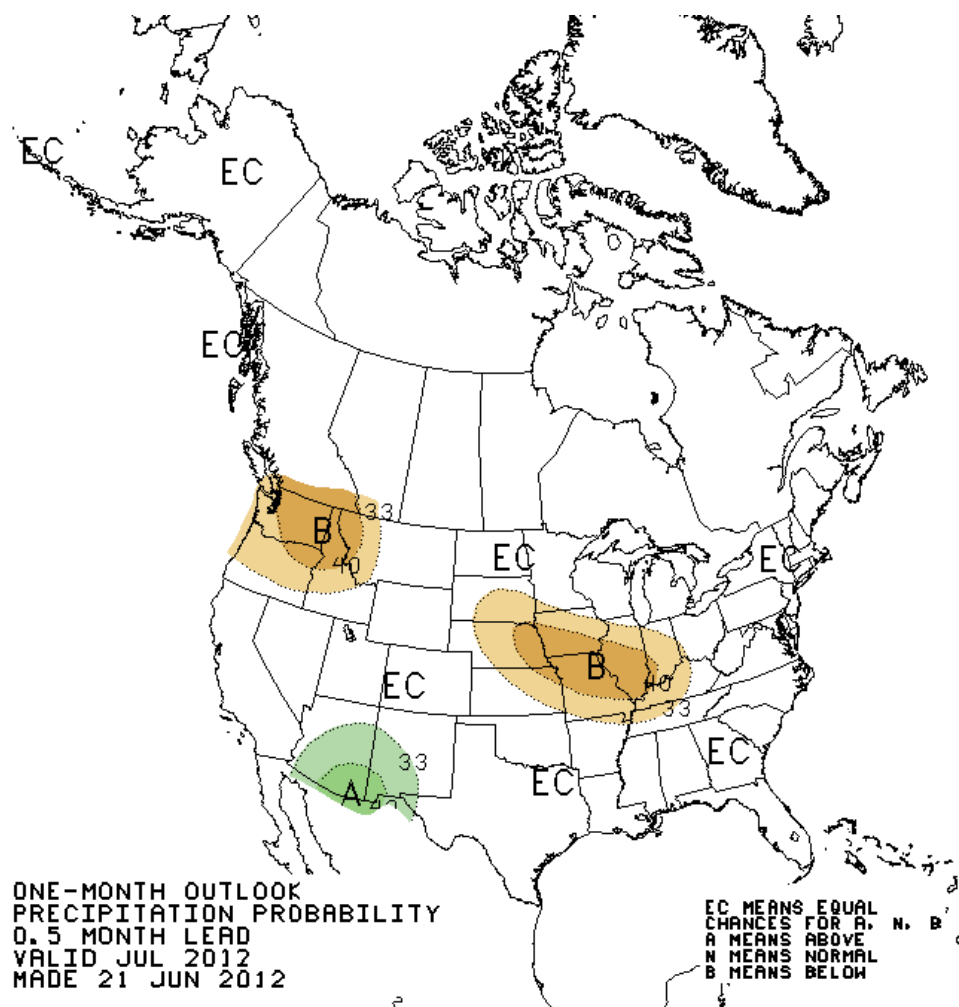 EC
EC
EC
33
B
40
EC
EC
B
40
33
EC
EC
33
A
EC
ONE-MONTH OUTLOOK
PRECIPITATION PROBABILITY
0.5 MONTH LEAD
VALID JUL 2012
MADE 21 JUN 2012
EC MEANS EQUAL
CHANCES FOR A, N, B
A MEANS ABOVE
N MEANS NORMAL
B MEANS BELOW